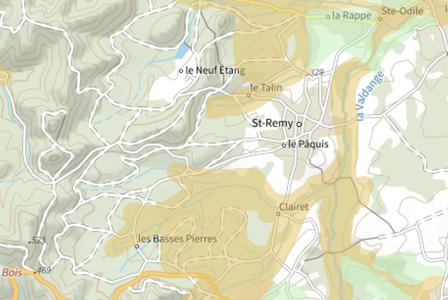 Ste-Odile
la Rappe
le Neuf Étang
328
le Talin
la Valdange
St-Remy
le Pâquis
Clairet
les Basses Pierres
523
469
Bois